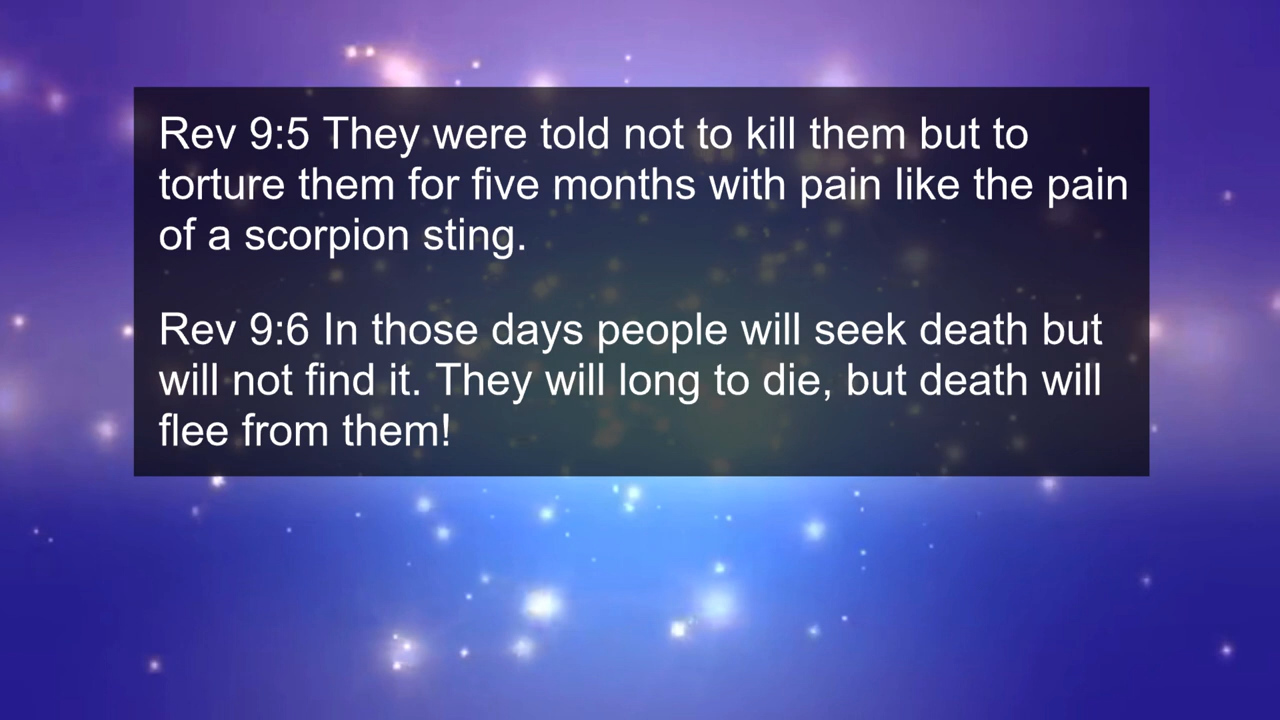 Rev 9:5 They were told not to kill them but to
torture them for five months with pain like the pain
of a scorpion sting.
Rev 9:6 In those days people will seek death but
will not find it. They will long to die, but death will
flee from them!